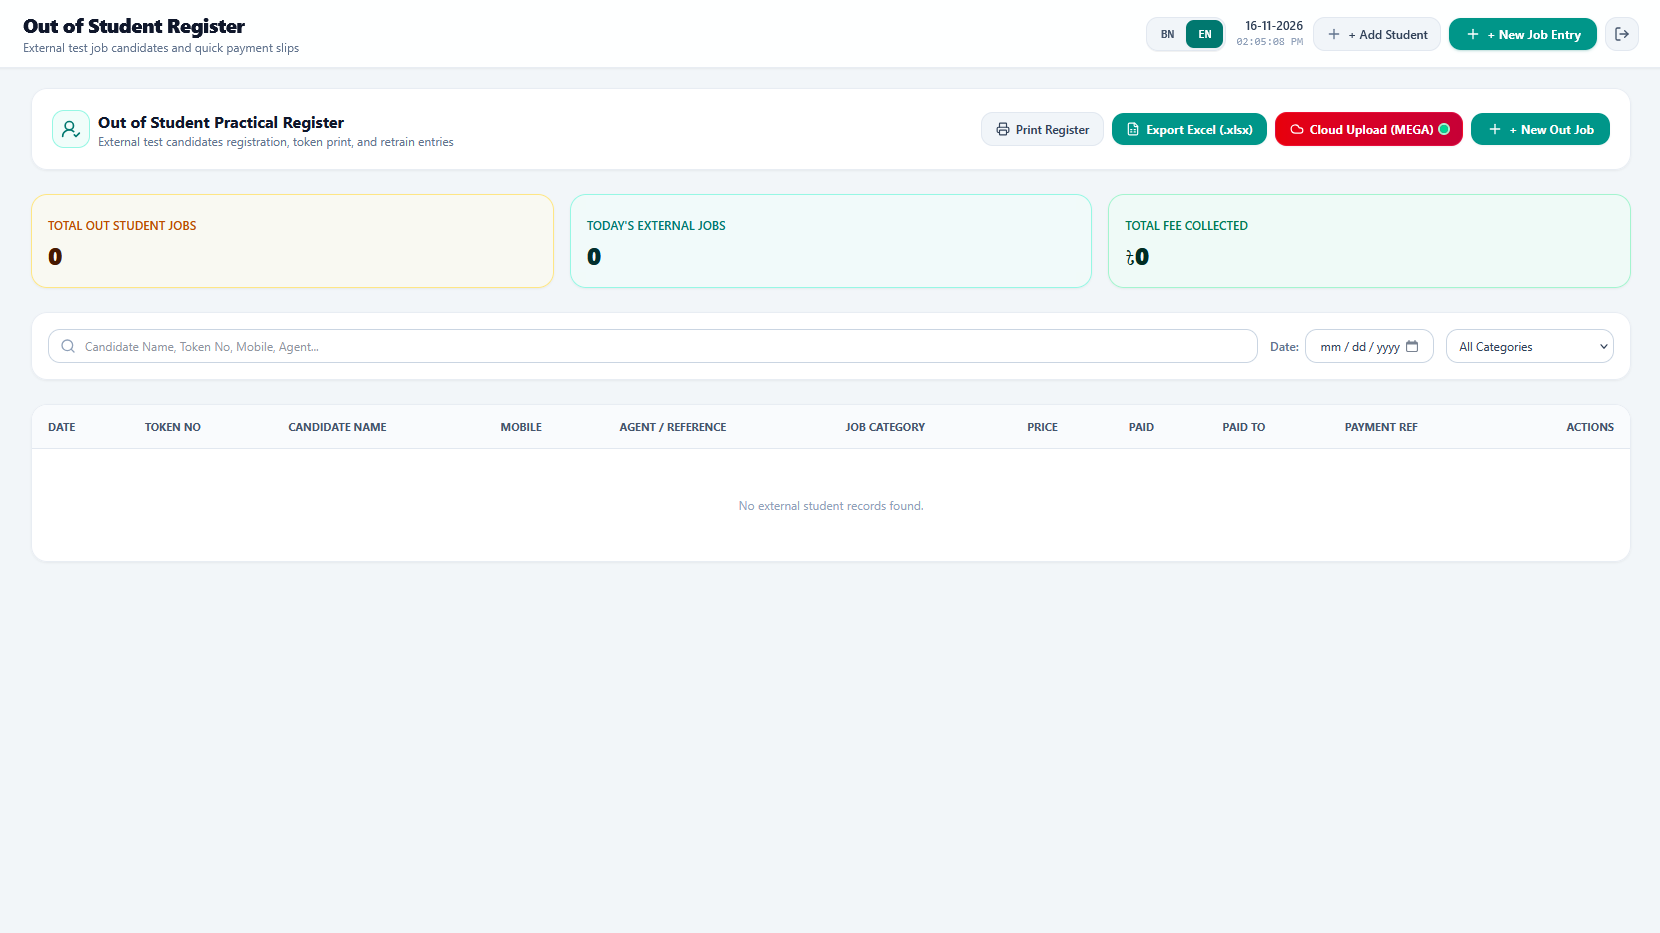 Out of Student Register
External test job candidates and quick payment slips
BN
EN
16-11-2026
02:05:08 PM
+ Add Student
+ New Job Entry
Out of Student Practical Register
External test candidates registration, token print, and retrain entries
Print Register
Export Excel (.xlsx)
Cloud Upload (MEGA)
+ New Out Job
TOTAL OUT STUDENT JOBS
0
TODAY'S EXTERNAL JOBS
0
TOTAL FEE COLLECTED
৳0
Candidate Name, Token No, Mobile, Agent...
Date:
mm / dd / yyyy
All Categories
DATE
TOKEN NO
CANDIDATE NAME
MOBILE
AGENT / REFERENCE
JOB CATEGORY
PRICE
PAID
PAID TO
PAYMENT REF
ACTIONS
No external student records found.